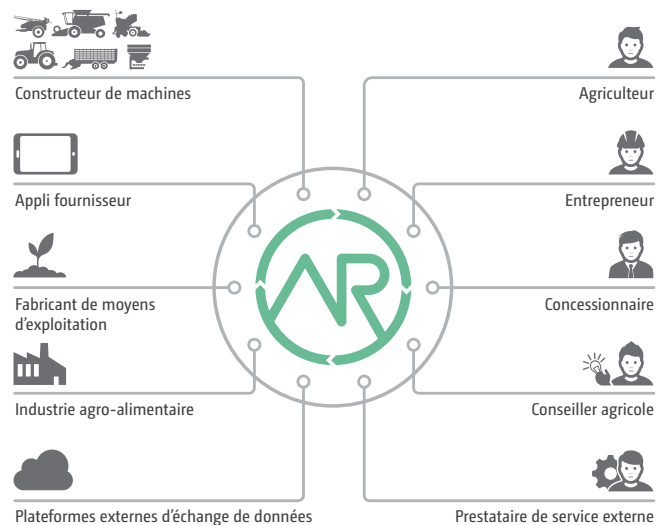 Constructeur de machines
Agriculteur
Appli fournisseur
Entrepreneur
AR
Fabricant de moyens
d'exploitation
Concessionnaire
Industrie agro-alimentaire
Conseiller agricole
Plateformes externes d'échange de données
Prestataire de service externe